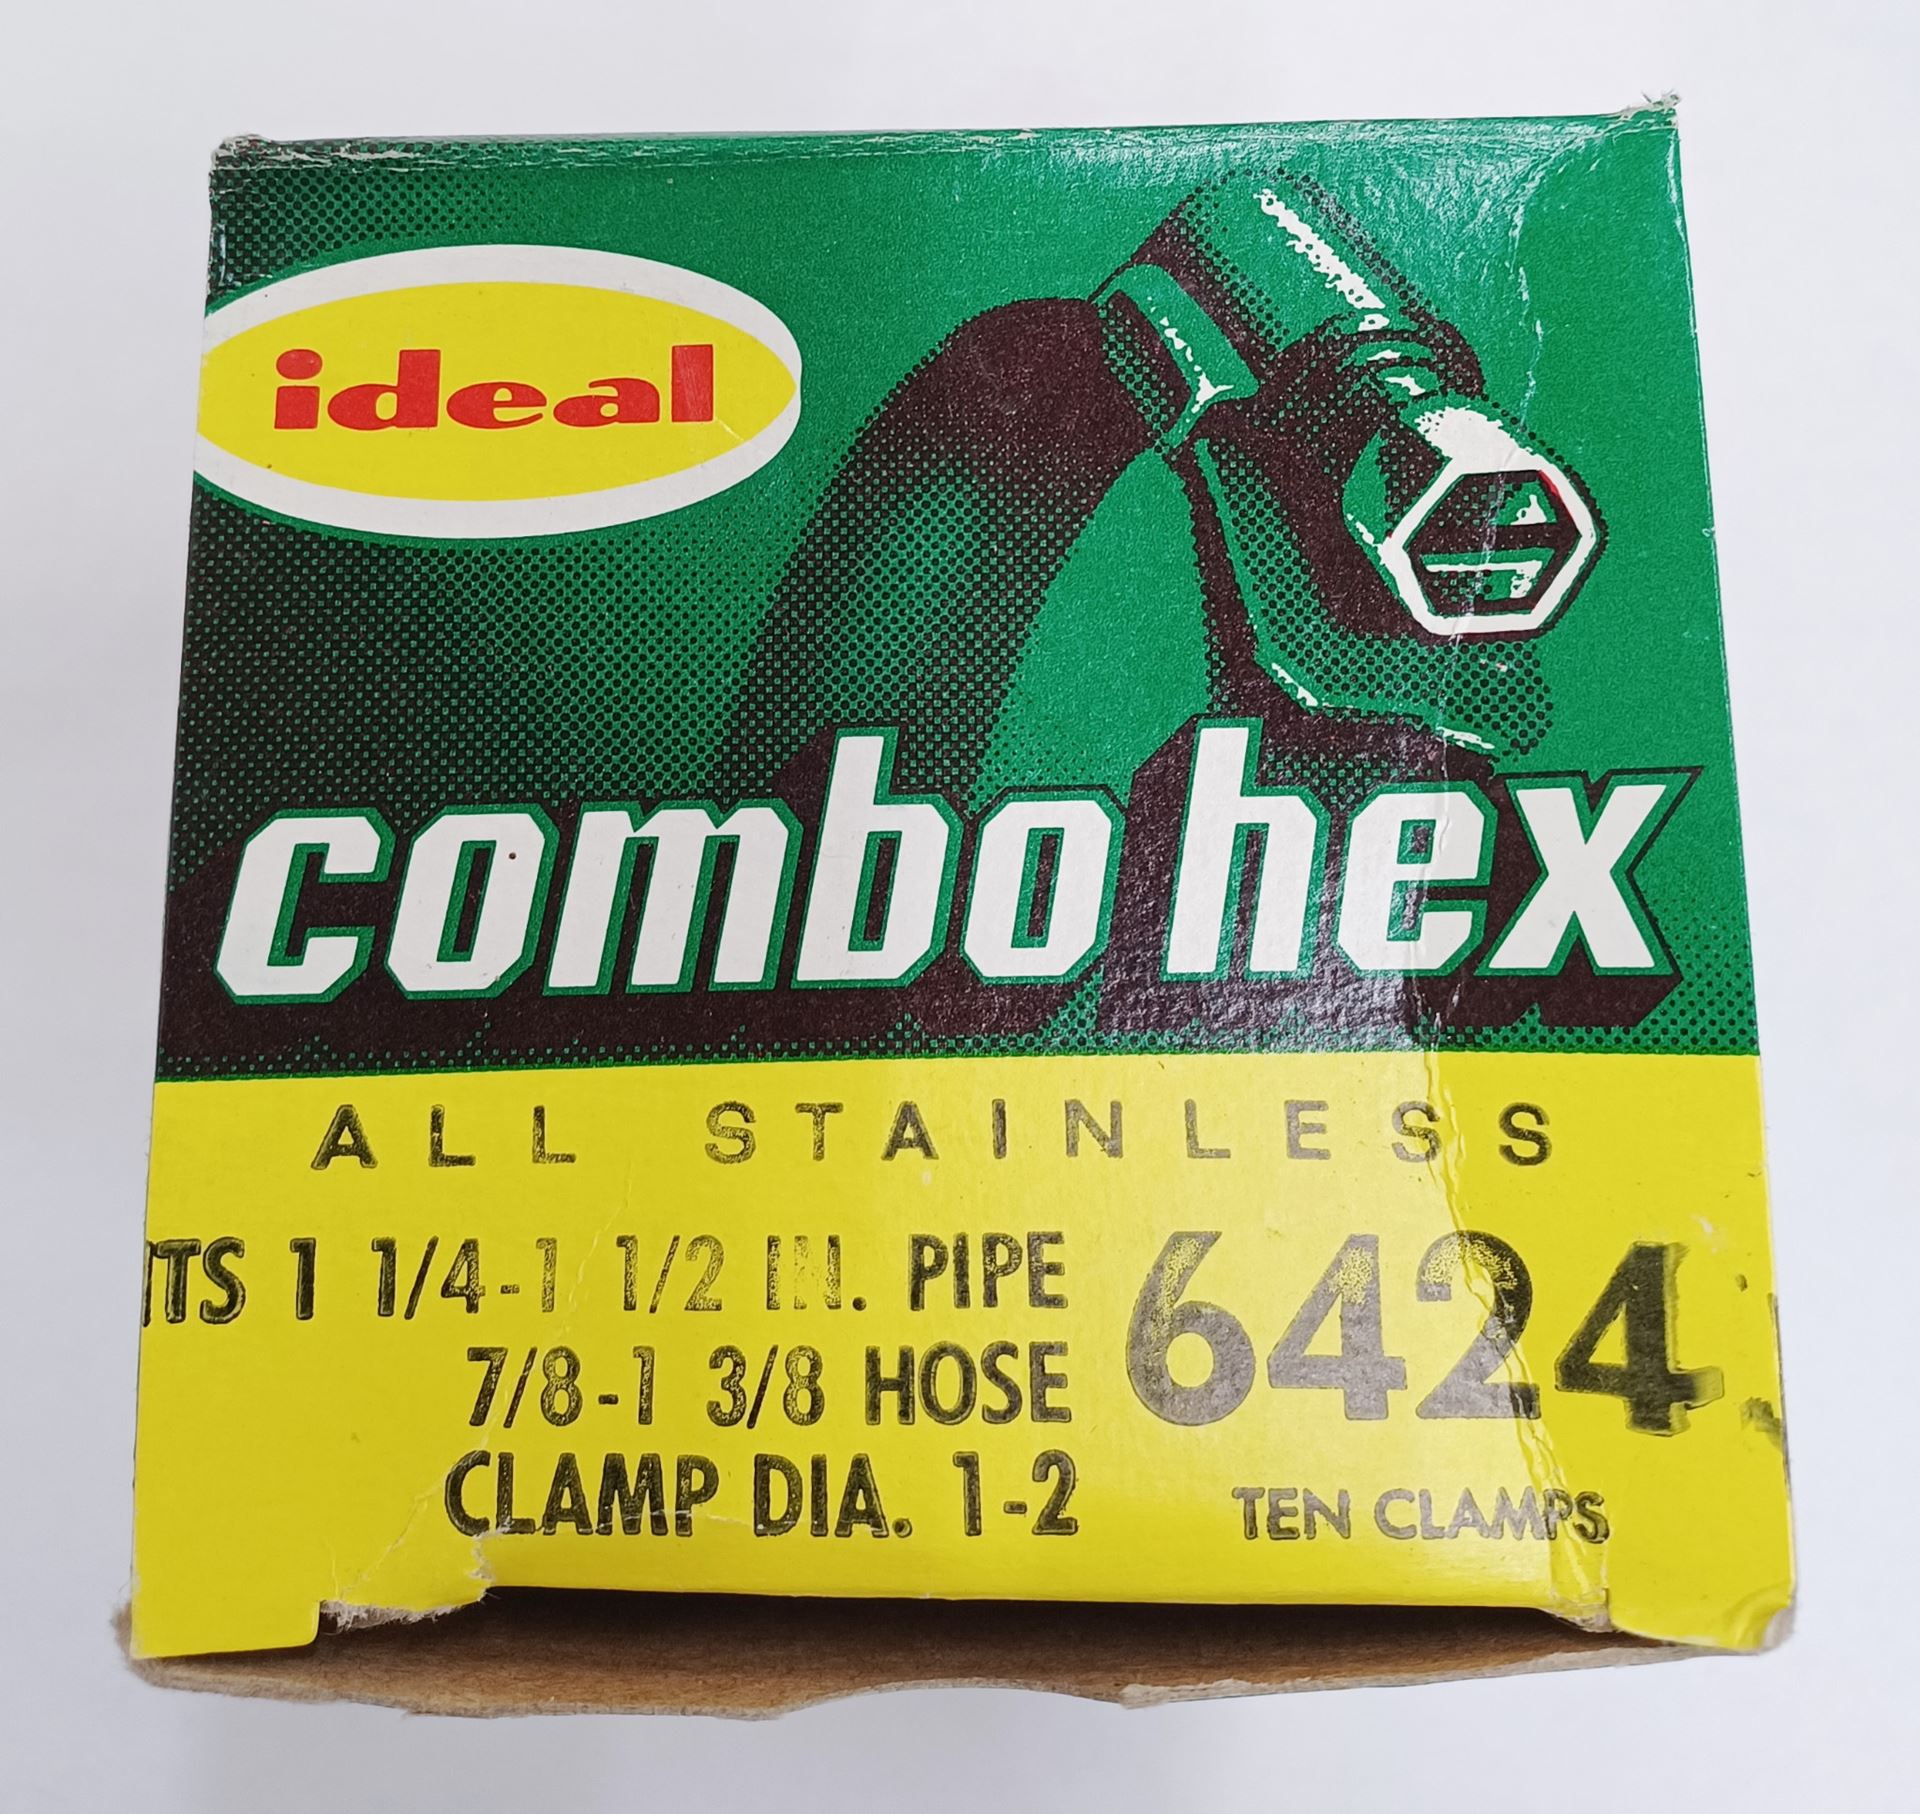 ideal
combo hex
ALL STAINLESS
ITS 1 1/4-1 1/2 IN. PIPE
7/8-1 3/8 HOSE
CLAMP DIA. 1-2
6424
TEN CLAMPS